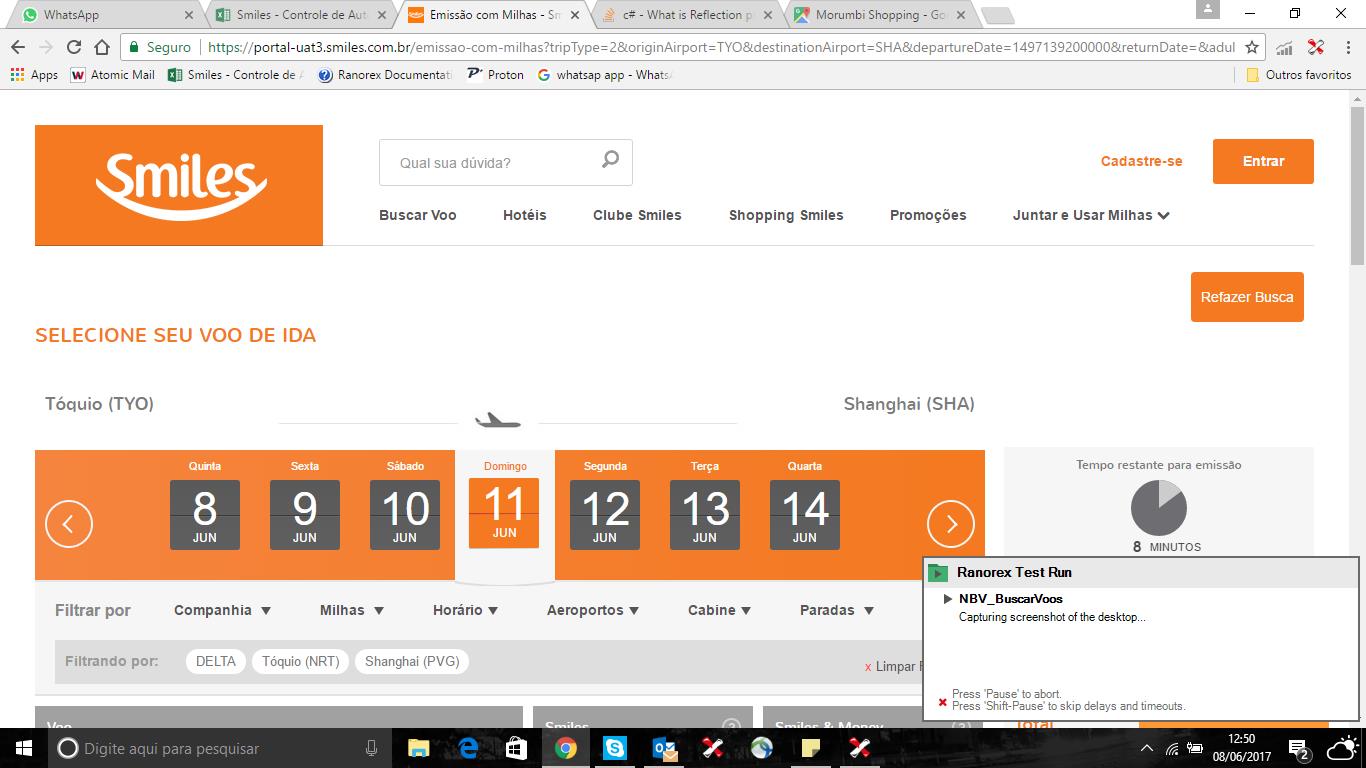 WhatsApp
Smiles - Controle de Aut
Emissão com Milhas - Sm
c# - What is Reflection p
Morumbi Shopping - Go
Seguro
https://portal-uat3.smiles.com.br/emissao-com-milhas?tripType=2&originAirport=TYO&destinationAirport=SHA&departureDate=1497139200000&returnDate=&adul
Apps
Atomic Mail
Smiles - Controle de A
Ranorex Documentati
Proton
whatsap app - Whats
Outros favoritos
Smiles
Qual sua dúvida?
Cadastre-se
Entrar
Buscar Voo
Hotéis
Clube Smiles
Shopping Smiles
Promoções
Juntar e Usar Milhas
Refazer Busca
SELECIONE SEU VOO DE IDA
Tóquio (TYO)
Shanghai (SHA)
Quinta
8
JUN
Sexta
9
JUN
Sábado
10
JUN
Domingo
11
JUN
Segunda
12
JUN
Terça
13
JUN
Quarta
14
JUN
Tempo restante para emissão
8 MINUTOS
Filtrar por
Companhia
Milhas
Horário
Aeroportos
Cabine
Paradas
Filtrando por:
DELTA
Tóquio (NRT)
Shanghai (PVG)
x Limpar
Ranorex Test Run
NBV_BuscarVoos
Capturing screenshot of the desktop...
Press 'Pause' to abort.
Press 'Shift-Pause' to skip delays and timeouts.
Voo
Smiles
?
Smiles & Money
Total
Digite aqui para pesquisar
12:50
08/06/2017
2